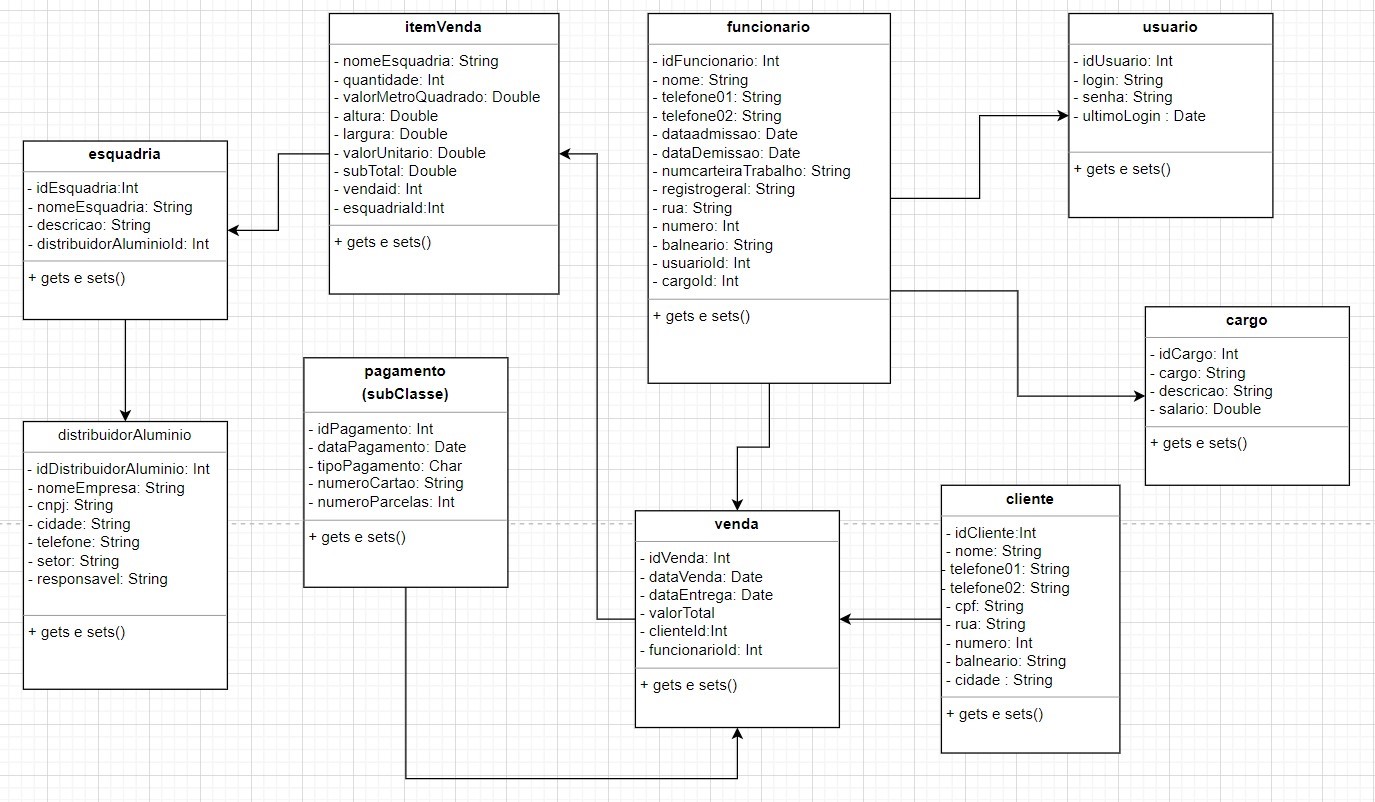 itemVenda
- nomeEsquadria: String
- quantidade: Int
- valorMetroQuadrado: Double
- altura: Double
- largura: Double
- valorUnitario: Double
- subTotal: Double
- vendaid: Int
- esquadriaId:Int
+ gets e sets()
funcionario
- idFuncionario: Int
- nome: String
- telefone01: String
- telefone02: String
- dataadmissao: Date
- dataDemissao: Date
- numcarteiraTrabalho: String
- registrogeral: String
- rua: String
- numero: Int
- balneario: String
- usuarioId: Int
- cargoId: Int
+ gets e sets()
usuario
- idUsuario: Int
- login: String
- senha: String
- ultimoLogin : Date
+ gets e sets()
esquadria
- idEsquadria:Int
- nomeEsquadria: String
- descricao: String
- distribuidorAluminioId: Int
+ gets e sets()
cargo
- idCargo: Int
- cargo: String
- descricao: String
- salario: Double
+ gets e sets()
pagamento
(subClasse)
- idPagamento: Int
- dataPagamento: Date
- tipoPagamento: Char
- numeroCartao: String
- numeroParcelas: Int
+ gets e sets()
distribuidorAluminio
- idDistribuidorAluminio: Int
- nomeEmpresa: String
- cnpj: String
- cidade: String
- telefone: String
- setor: String
- responsavel: String
+ gets e sets()
venda
- idVenda: Int
- dataVenda: Date
- dataEntrega: Date
- valorTotal
- clienteId:Int
- funcionarioId: Int
+ gets e sets()
cliente
- idCliente:Int
- nome: String
- telefone01: String
- telefone02: String
- cpf: String
- rua: String
- numero: Int
- balneario: String
- cidade : String
+ gets e sets()